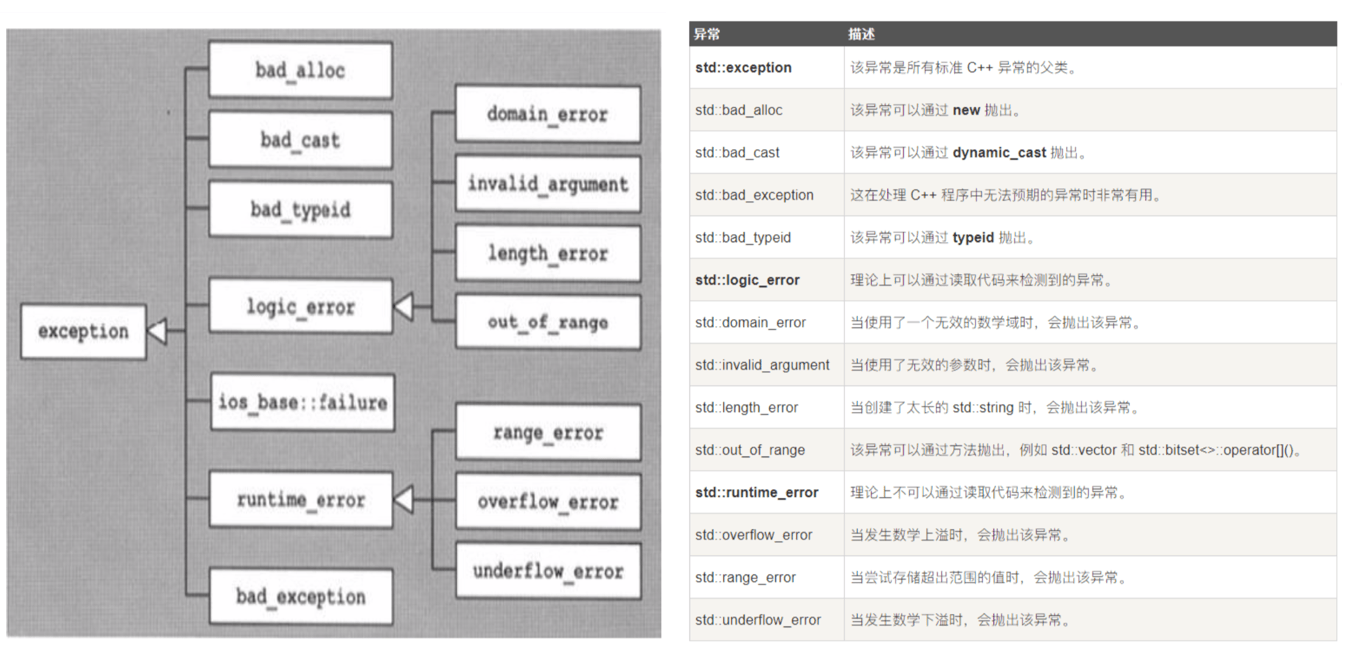 bad_alloc
bad_cast
bad_typeid
logic_error
exception
ios_base::failure
runtime_error
bad_exception
domain_error
invalid_argument
length_error
out_of_range
range_error
overflow_error
underflow_error
异常 描述
std::exception 该异常是所有标准 C++ 异常的父类。
std::bad_alloc 该异常可以通过 new 抛出。
std::bad_cast 该异常可以通过 dynamic_cast 抛出。
std::bad_exception 这在处理 C++ 程序中无法预期的异常时非常有用。
std::bad_typeid 该异常可以通过 typeid 抛出。
std::logic_error 理论上可以通过读取代码来检测到的异常。
std::domain_error 当使用了一个无效的数学域时，会抛出该异常。
std::invalid_argument 当使用了无效的参数时，会抛出该异常。
std::length_error 当创建了太长的 std::string 时，会抛出该异常。
std::out_of_range 该异常可以通过方法抛出，例如 std::vector 和 std::bitset<>::operator[]()。
std::runtime_error 理论上不可以通过读取代码来检测到的异常。
std::overflow_error 当发生数学上溢时，会抛出该异常。
std::range_error 当尝试存储超出范围的值时，会抛出该异常。
std::underflow_error 当发生数学下溢时，会抛出该异常。